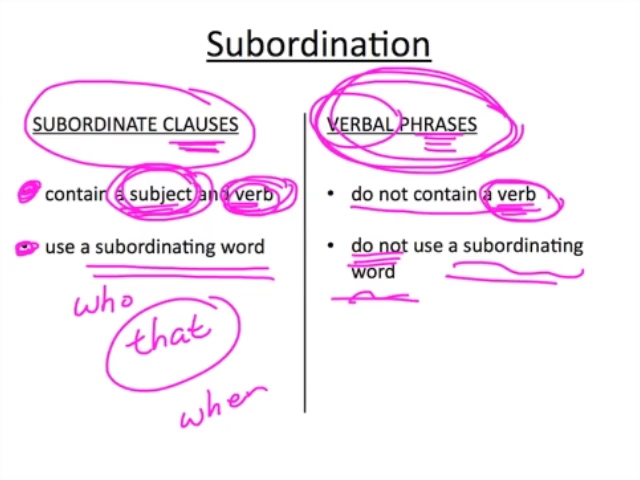 Subordination
SUBORDINATE CLAUSES
• contain a subject and verb
• use a subordinating word
who
that
when
VERBAL PHRASES
• do not contain a verb
• do not use a subordinating
word